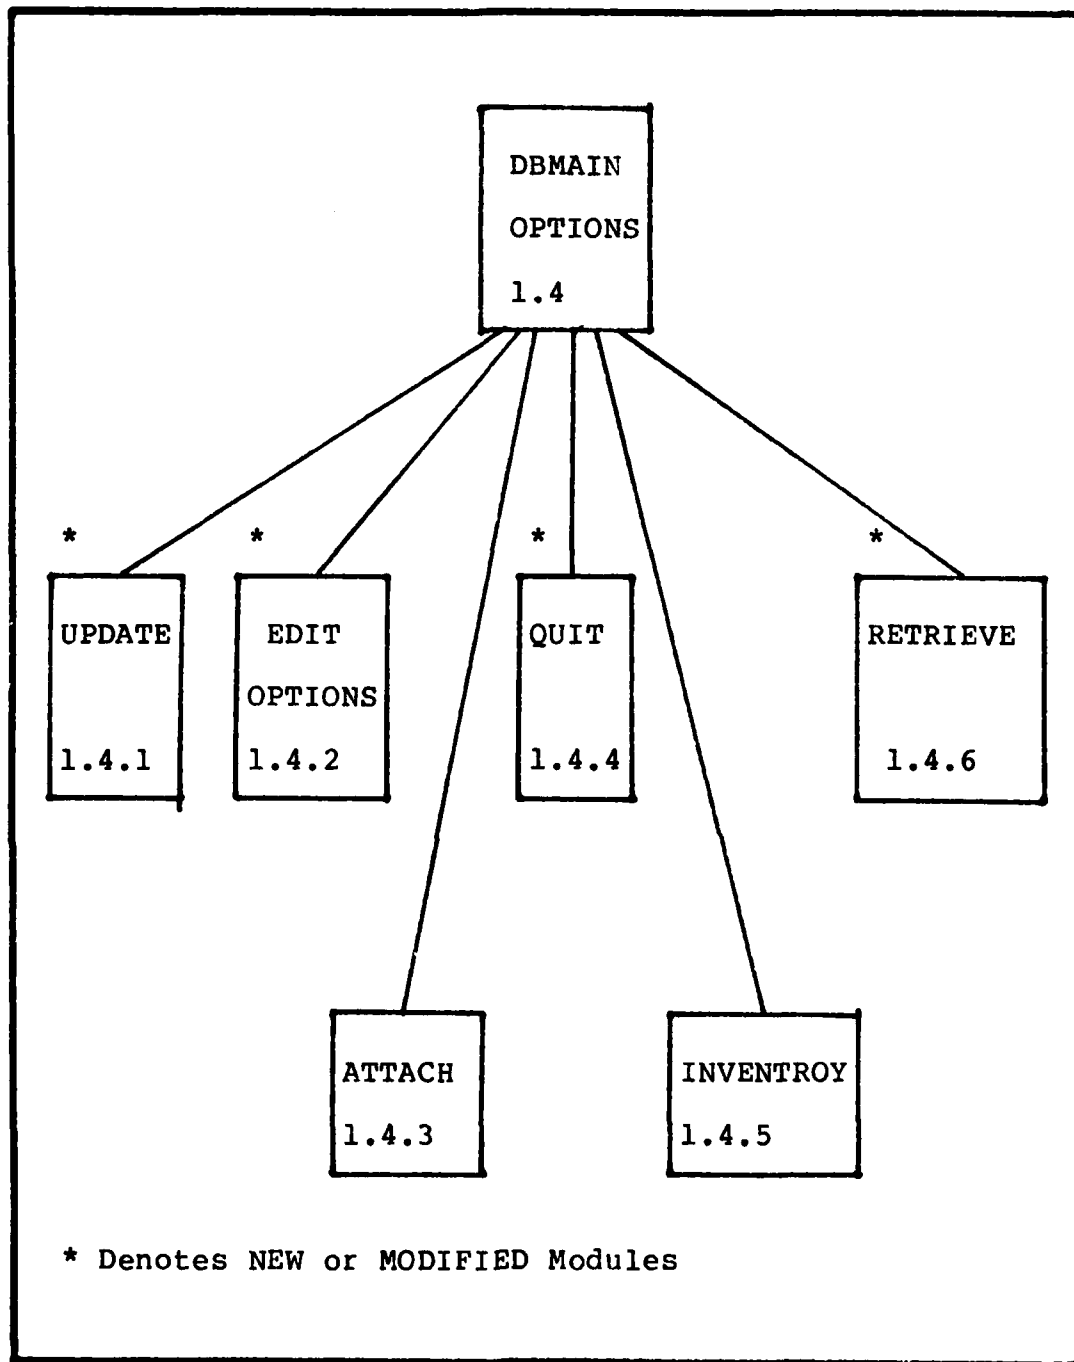 DBMAIN
OPTIONS
1.4
*
UPDATE
1.4.1
*
EDIT
OPTIONS
1.4.2
*
QUIT
1.4.4
*
RETRIEVE
1.4.6
ATTACH
1.4.3
INVENTROY
1.4.5
* Denotes NEW or MODIFIED Modules